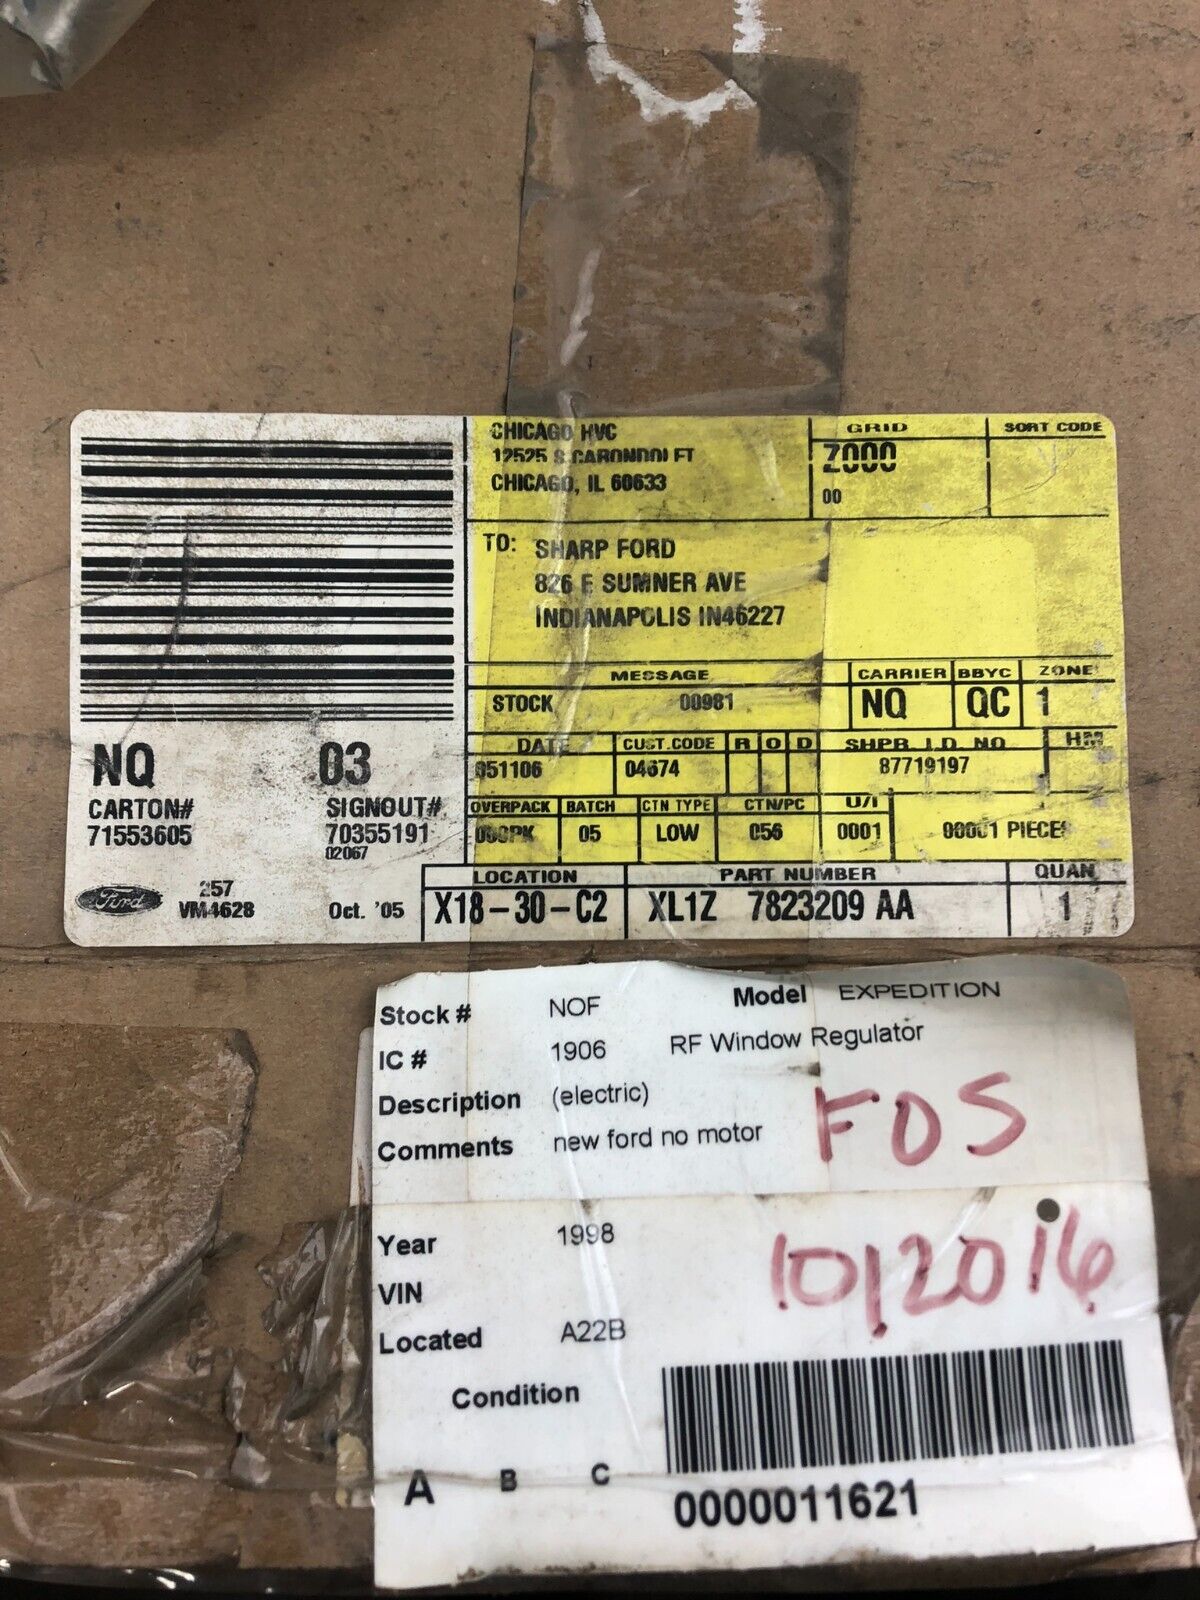 CHICAGO HVC
12525 S CARONDOLET
CHICAGO, IL 60633
GRID
Z000
00
SORT CODE
TO: SHARP FORD
826 E SUMNER AVE
INDIANAPOLIS IN46227
MESSAGE
STOCK 00981
CARRIER BBYC ZONE
NQ QC 1
DATE CUST.CODE R O D SHPR. I.D. NO HM
051106 04674 87719197
OVERPACK BATCH CTN TYPE CTN/PC U/I
05 LOW 056 0001 00001 PIECES
NQ 03
CARTON# SIGNOUT#
71553605 70355191
02067
Ford
257
VM4628
Oct. '05
LOCATION PART NUMBER QUAN
X18-30-C2 XL1Z 7823209 AA 1
Stock # NOF Model EXPEDITION
IC # 1906 RF Window Regulator
Description (electric)
Comments new ford no motor
FOS
Year 1998
VIN
10,2016
Located A22B
Condition
A B C
0000011621